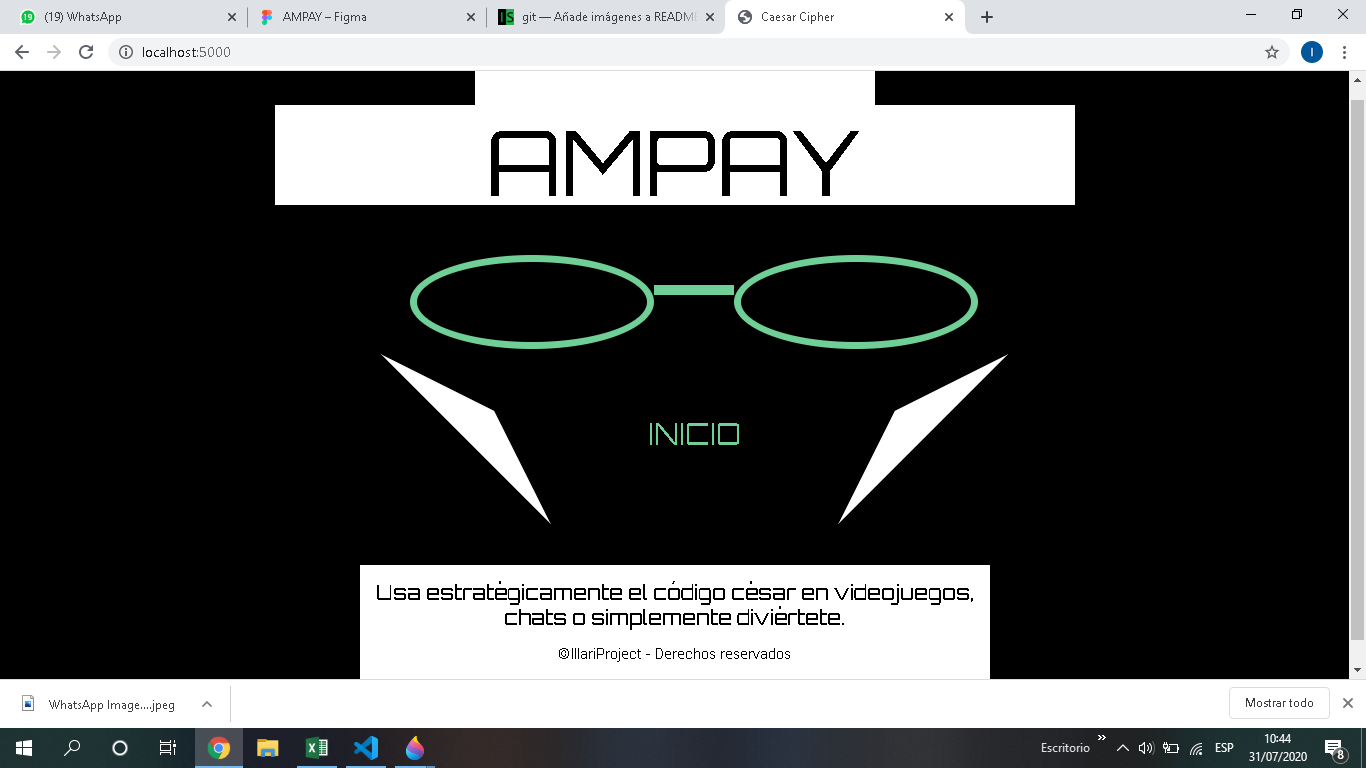 19
(19) WhatsApp
AMPAY – Figma
IS
git — Añade imágenes a READM
Caesar Cipher
localhost:5000
I
AMPAY
INICIO
Usa estratégicamente el código césar en videojuegos,
chats o simplemente diviértete.
@IllariProject - Derechos reservados
WhatsApp Image....jpeg
Mostrar todo
Escritorio
ESP
10:44
31/07/2020
8